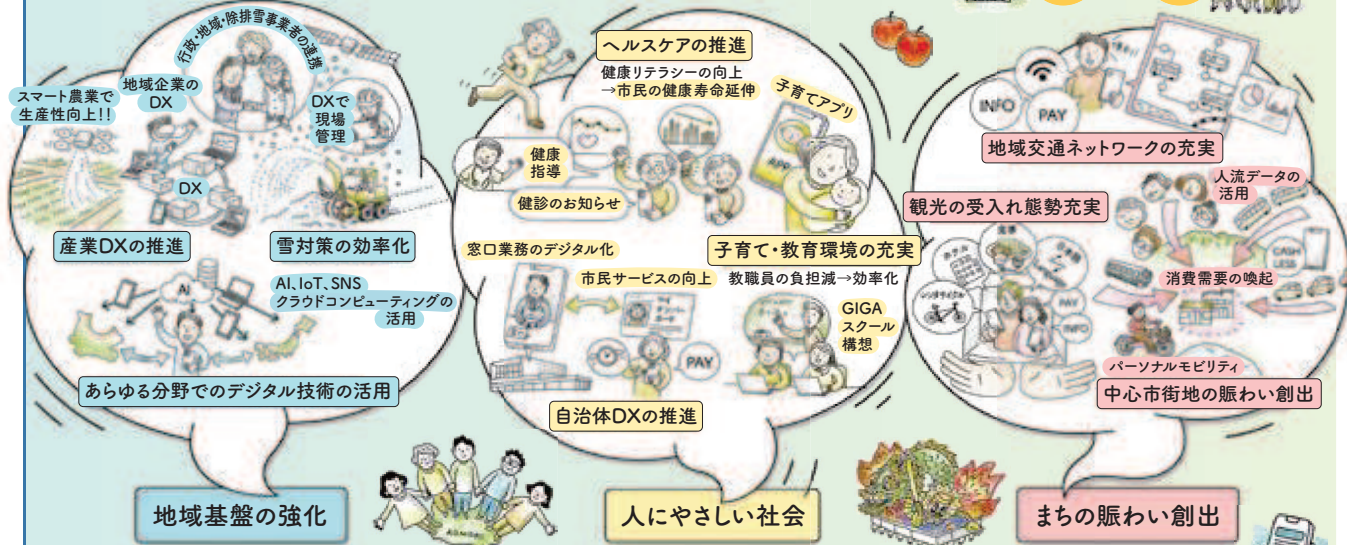 行政・地域・除排雪事業者の連携
地域企業の
DX
スマート農業で
生産性向上!!
DXで
現場
管理
DX
産業DXの推進
雪対策の効率化
AI
AI、IoT、SNS
クラウドコンピューティングの
活用
あらゆる分野でのデジタル技術の活用
地域基盤の強化
ヘルスケアの推進
健康リテラシーの向上
→市民の健康寿命延伸
子育てアプリ
APP
健康
指導
健診のお知らせ
窓口業務のデジタル化
子育て・教育環境の充実
市民サービスの向上
教職員の負担減→効率化
GIGA
スクール
構想
PAY
自治体DXの推進
人にやさしい社会
INFO
PAY
地域交通ネットワークの充実
人流データの
活用
観光の受入れ態勢充実
CASH
LESS
消費需要の喚起
ホテル
レンタサイクル
PAY
INFO
パーソナルモビリティ
中心市街地の賑わい創出
まちの賑わい創出